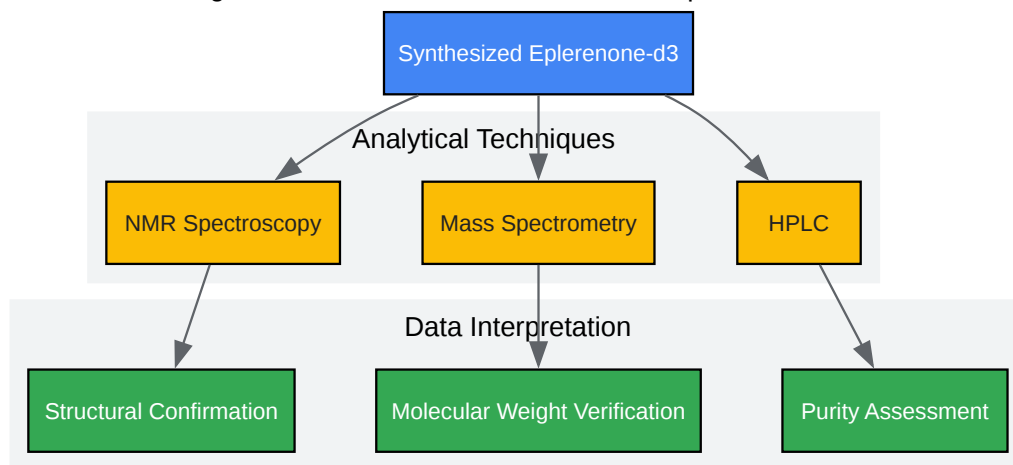 Synthesized Eplerenone-d3
Analytical Techniques
NMR Spectroscopy
Mass Spectrometry
HPLC
Data Interpretation
Structural Confirmation
Molecular Weight Verification
Purity Assessment